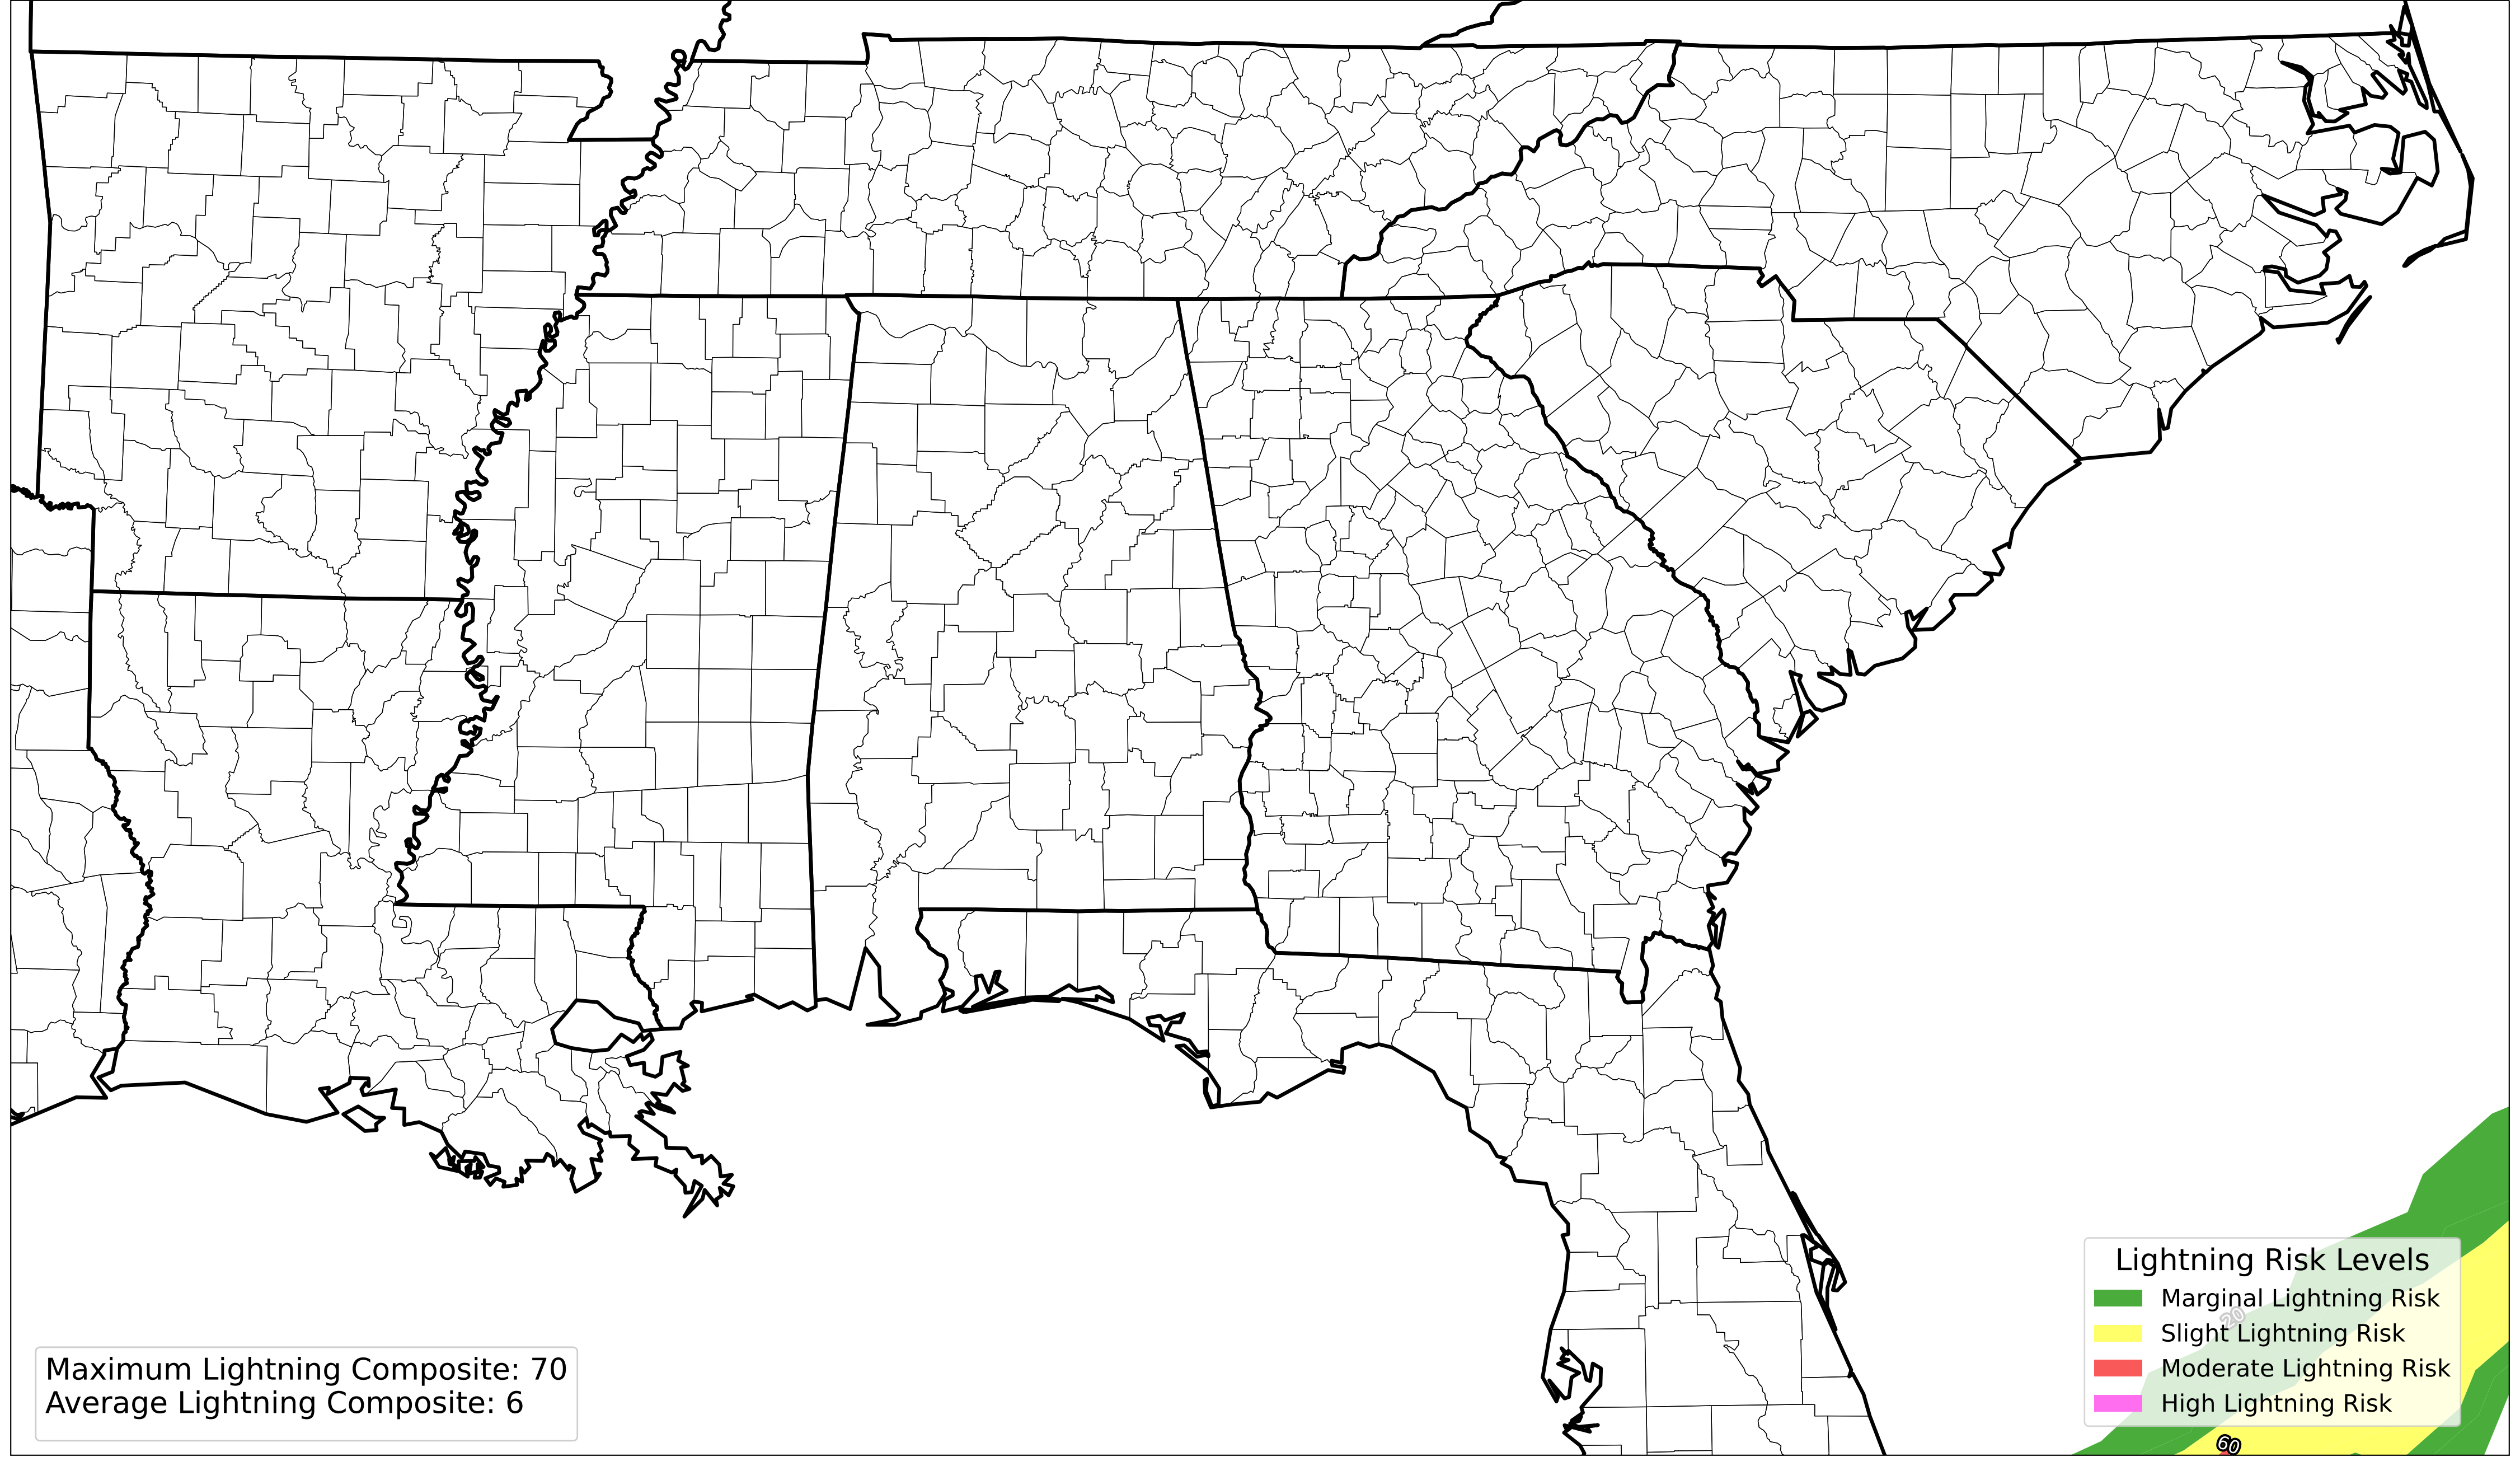 Lightning Risk Levels
Marginal Lightning Risk
20
Slight Lightning Risk
Moderate Lightning Risk
High Lightning Risk
Maximum Lightning Composite: 70
Average Lightning Composite: 6
60